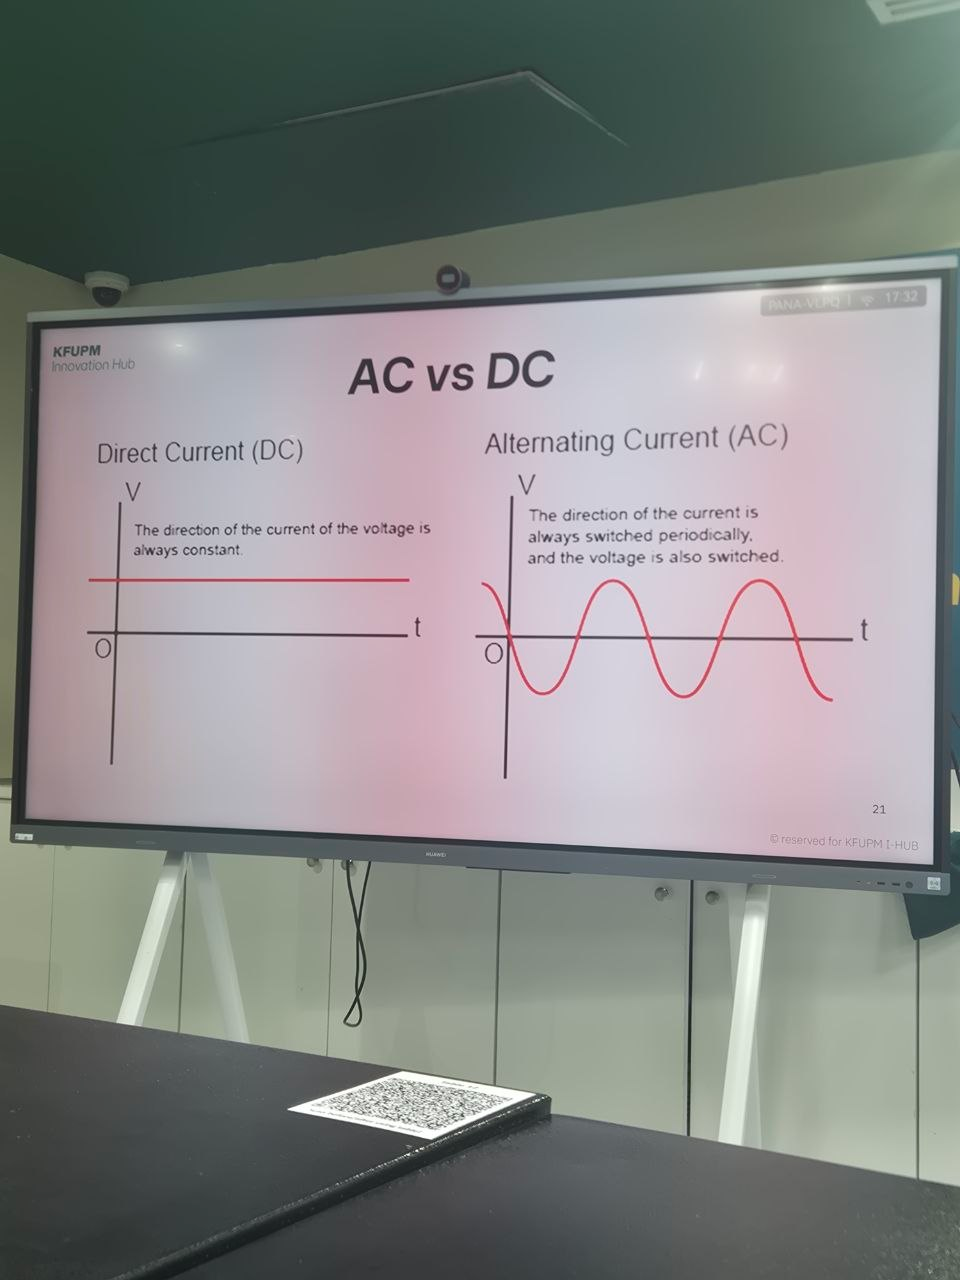 PANA-VLPQ | 17:32
KFUPM
Innovation Hub
AC vs DC
Direct Current (DC)
V
The direction of the current of the voltage is
always constant.
t
O
Alternating Current (AC)
V
The direction of the current is
always switched periodically,
and the voltage is also switched.
t
O
21
© reserved for KFUPM I-HUB
HUAWEI